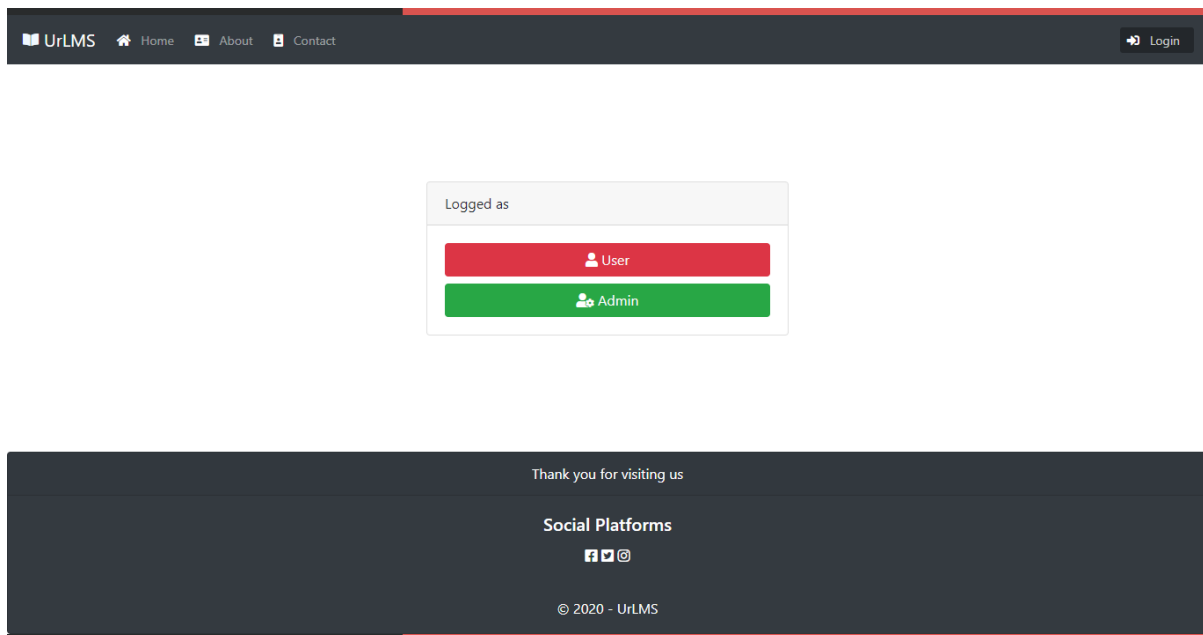 UrLMS Home About Contact Login
Logged as
User
Admin
Thank you for visiting us
Social Platforms
© 2020 - UrLMS